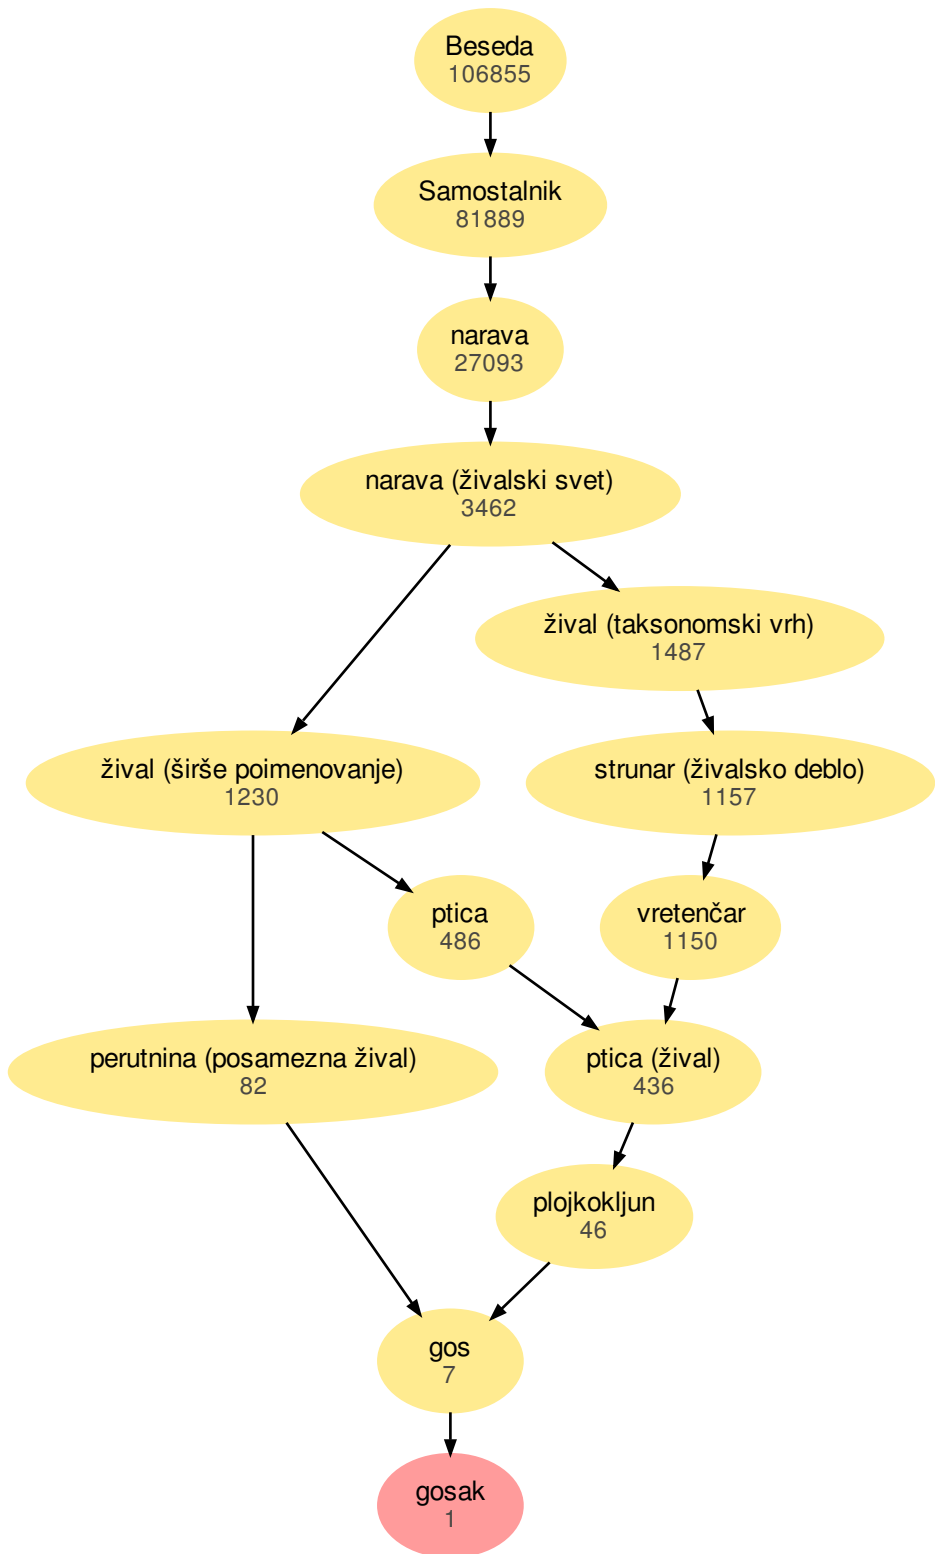 Beseda
106855
Samostalnik
81889
narava
27093
narava (živalski svet)
3462
žival (taksonomski vrh)
1487
žival (širše poimenovanje)
1230
strunar (živalsko deblo)
1157
ptica
486
vretenčar
1150
perutnina (posamezna žival)
82
ptica (žival)
436
plojkokljun
46
gos
7
gosak
1